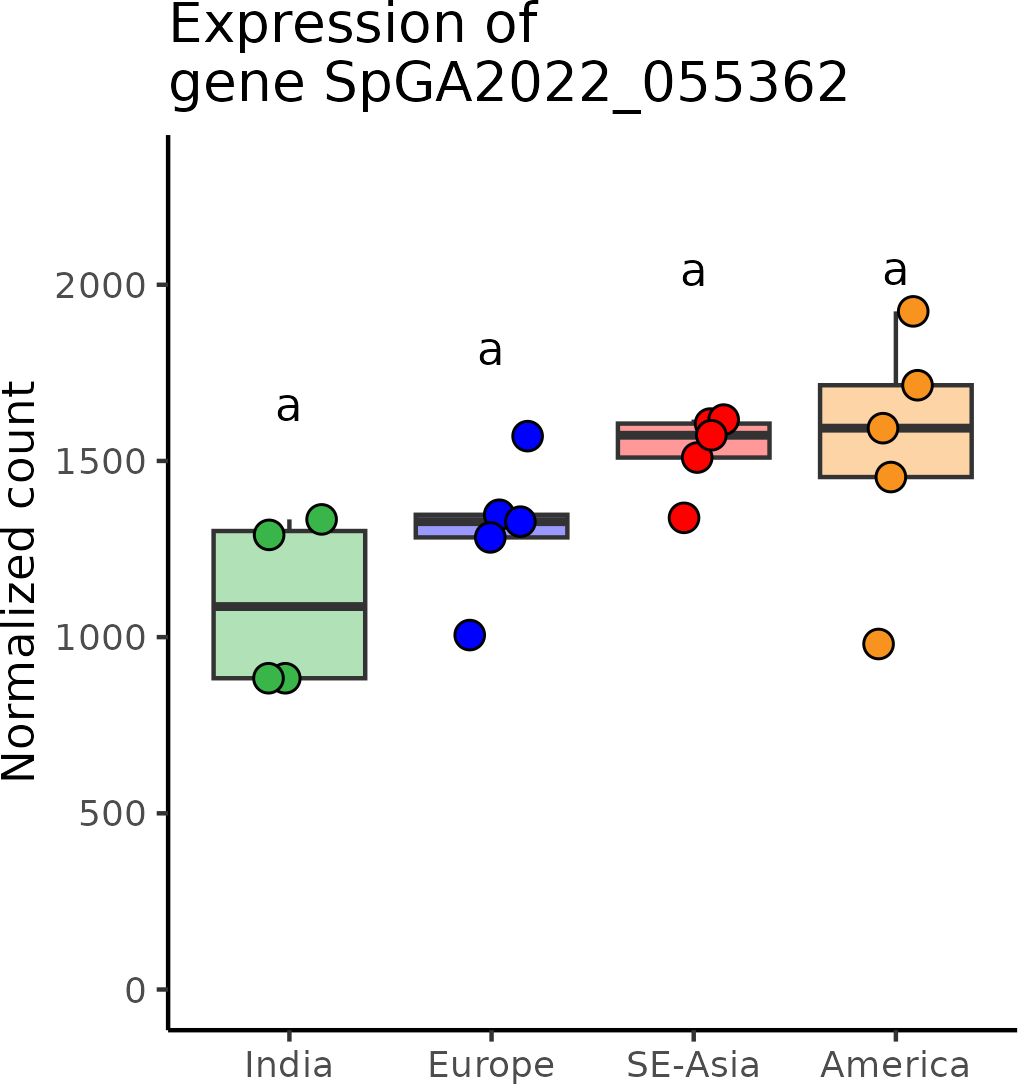 Expression of
gene SpGA2022_055362
Normalized count
2000
1500
1000
500
0
a
a
a
a
India
Europe
SE-Asia
America